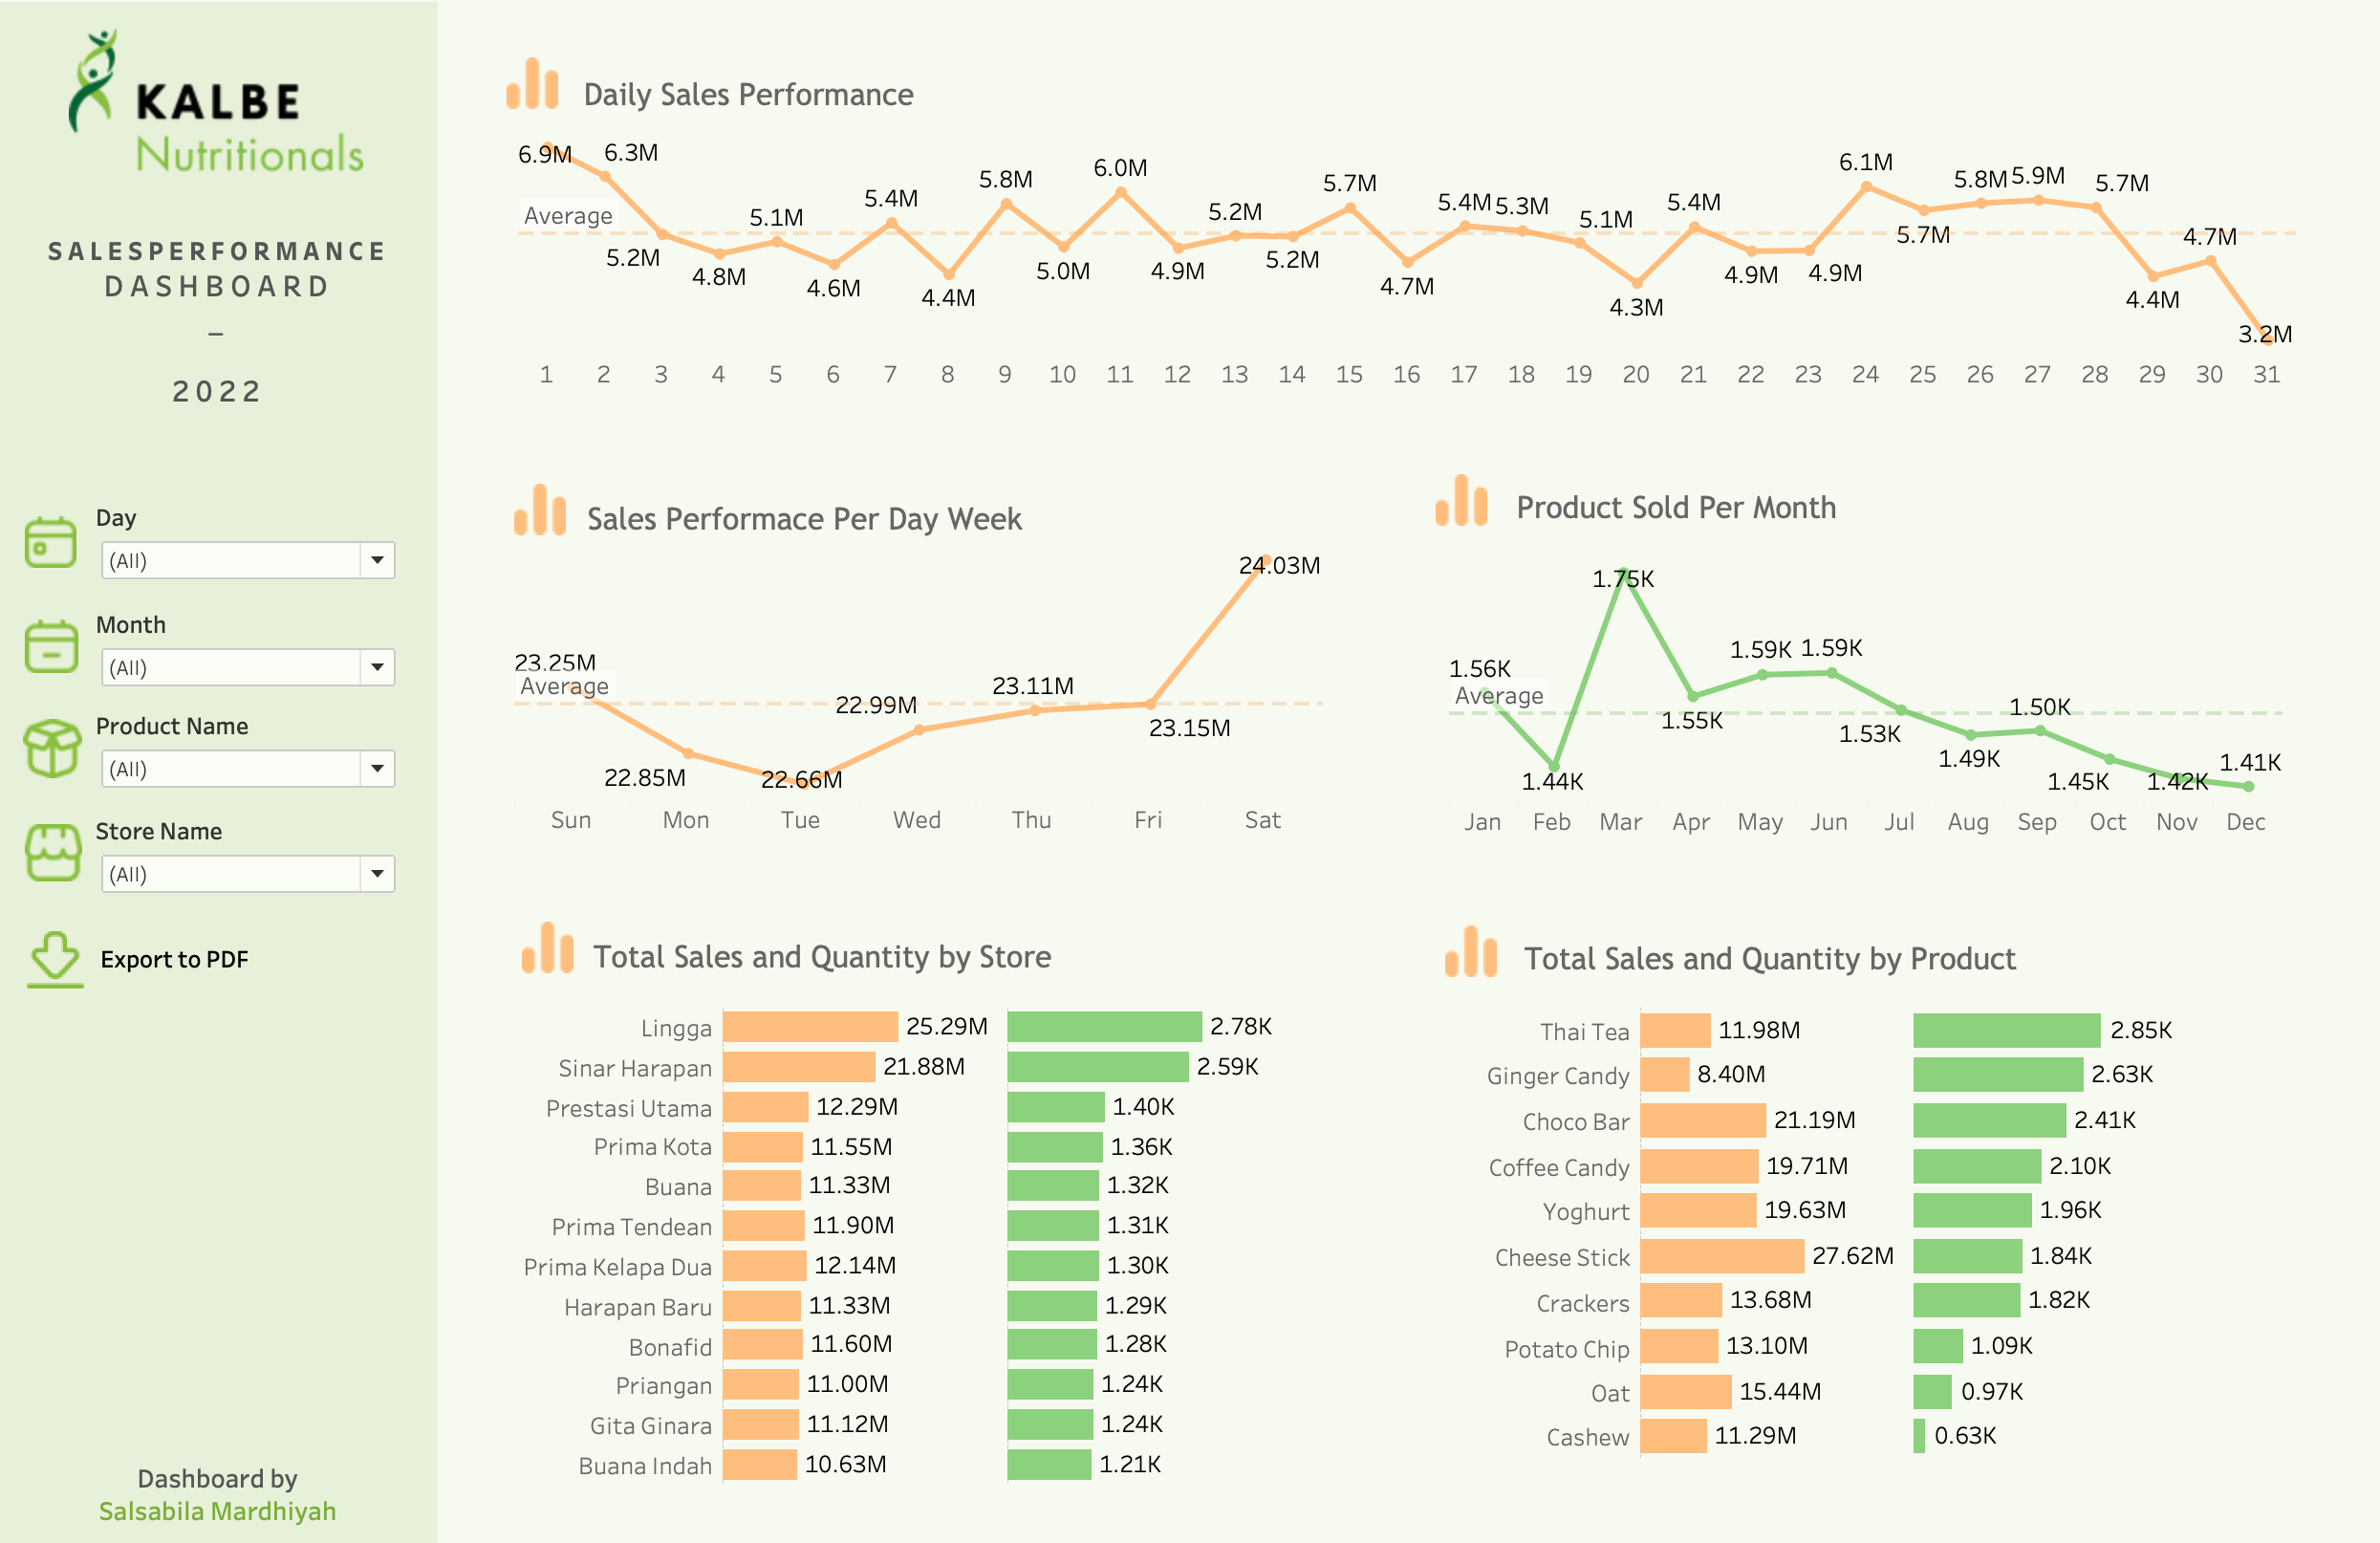 KALBE
Nutritionals
SALESPERFORMANCE
DASHBOARD
–
2022
Day
(All)
Month
(All)
Product Name
(All)
Store Name
(All)
Export to PDF
Dashboard by
Salsabila Mardhiyah
Daily Sales Performance
6.9M 6.3M 5.2M 4.8M 5.1M 4.6M 5.4M 4.4M 5.8M 5.0M 6.0M 4.9M 5.2M 5.2M 5.7M 4.7M 5.4M 5.3M 5.1M 4.3M 5.4M 4.9M 4.9M 6.1M 5.7M 5.8M 5.9M 5.7M 4.4M 4.7M 3.2M
Average
1 2 3 4 5 6 7 8 9 10 11 12 13 14 15 16 17 18 19 20 21 22 23 24 25 26 27 28 29 30 31
Sales Performace Per Day Week
23.25M 22.85M 22.66M 22.99M 23.11M 23.15M 24.03M
Average
Sun Mon Tue Wed Thu Fri Sat
Product Sold Per Month
1.56K 1.44K 1.75K 1.55K 1.59K 1.59K 1.53K 1.49K 1.50K 1.45K 1.42K 1.41K
Average
Jan Feb Mar Apr May Jun Jul Aug Sep Oct Nov Dec
Total Sales and Quantity by Store
Lingga 25.29M 2.78K
Sinar Harapan 21.88M 2.59K
Prestasi Utama 12.29M 1.40K
Prima Kota 11.55M 1.36K
Buana 11.33M 1.32K
Prima Tendean 11.90M 1.31K
Prima Kelapa Dua 12.14M 1.30K
Harapan Baru 11.33M 1.29K
Bonafid 11.60M 1.28K
Priangan 11.00M 1.24K
Gita Ginara 11.12M 1.24K
Buana Indah 10.63M 1.21K
Total Sales and Quantity by Product
Thai Tea 11.98M 2.85K
Ginger Candy 8.40M 2.63K
Choco Bar 21.19M 2.41K
Coffee Candy 19.71M 2.10K
Yoghurt 19.63M 1.96K
Cheese Stick 27.62M 1.84K
Crackers 13.68M 1.82K
Potato Chip 13.10M 1.09K
Oat 15.44M 0.97K
Cashew 11.29M 0.63K